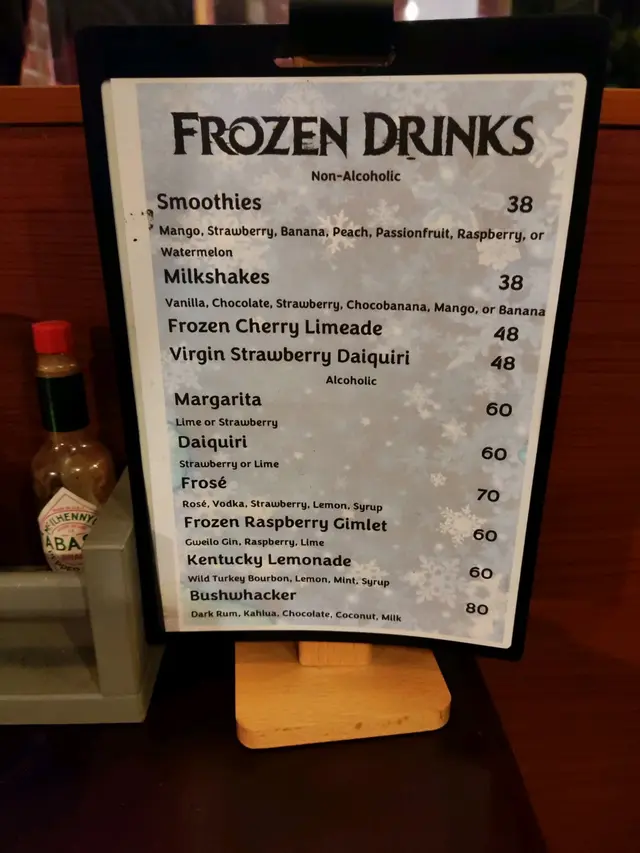 FROZEN DRINKS
Non-Alcoholic
Smoothies 38
Mango, Strawberry, Banana, Peach, Passionfruit, Raspberry, or
Watermelon
Milkshakes 38
Vanilla, Chocolate, Strawberry, Chocobanana, Mango, or Banana
Frozen Cherry Limeade 48
Virgin Strawberry Daiquiri 48
Alcoholic
Margarita 60
Lime or Strawberry
Daiquiri 60
Strawberry or Lime
Frosé 70
Rosé, Vodka, Strawberry, Lemon, Syrup
Frozen Raspberry Gimlet 60
Gweilo Gin, Raspberry, Lime
Kentucky Lemonade 60
Wild Turkey Bourbon, Lemon, Mint, Syrup
Bushwhacker 80
Dark Rum, Kahlua, Chocolate, Coconut, Milk
ILHENNY
ABAS